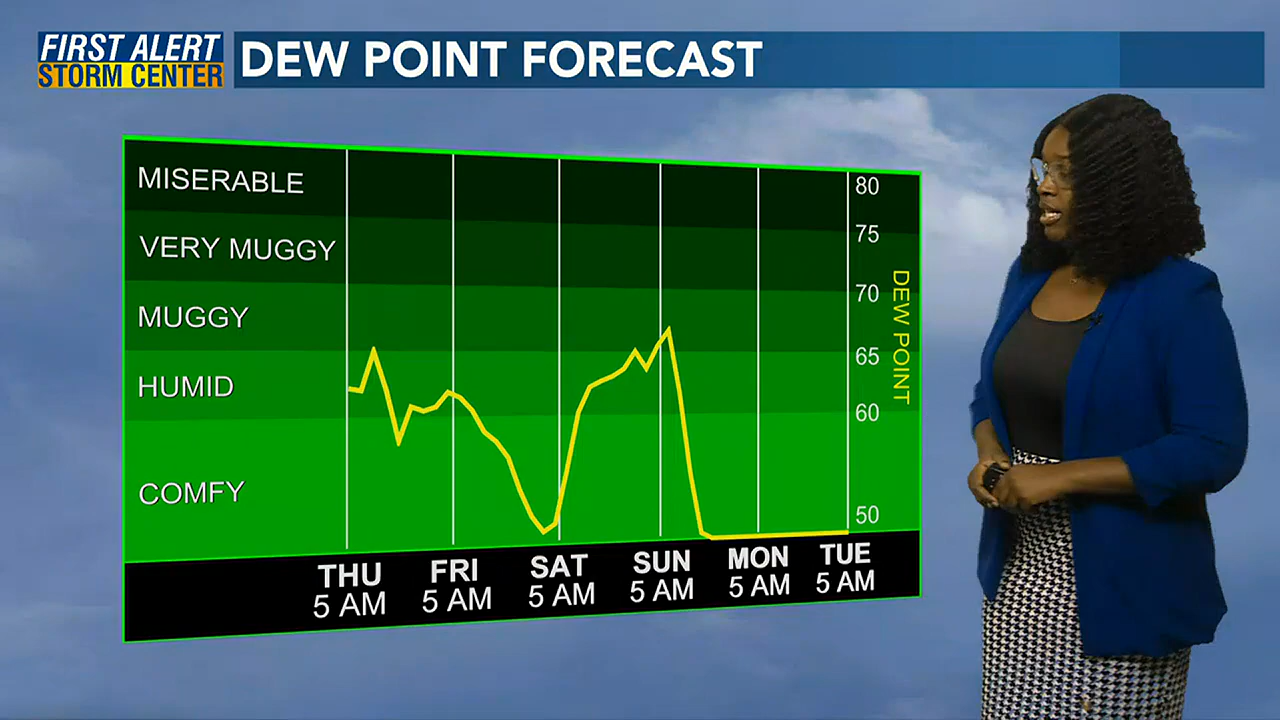 FIRST ALERT
STORM CENTER
DEW POINT FORECAST
MISERABLE
VERY MUGGY
MUGGY
HUMID
COMFY
80
75
70
65
60
50
DEW POINT
THU
5 AM
FRI
5 AM
SAT
5 AM
SUN
5 AM
MON
5 AM
TUE
5 AM